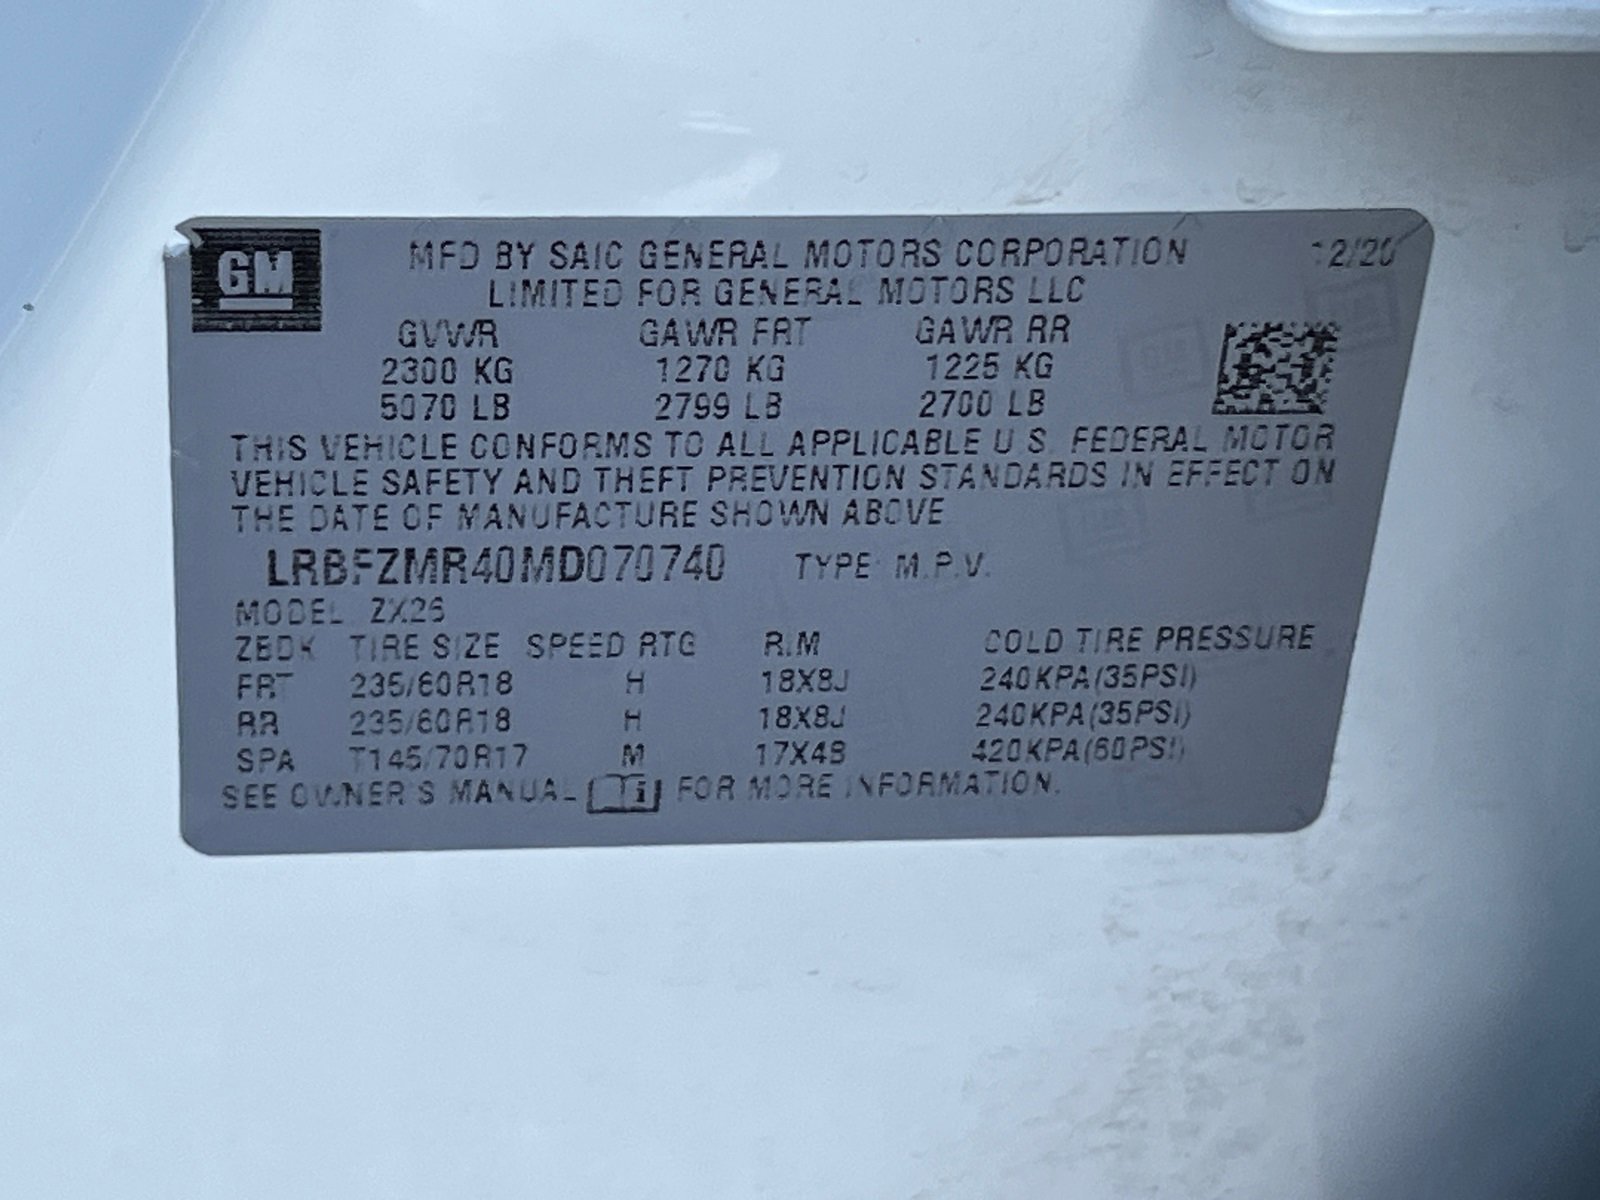 GM
MFD BY SAIC GENERAL MOTORS CORPORATION 12/20
LIMITED FOR GENERAL MOTORS LLC
GVWR GAWR FRT GAWR RR
2300 KG 1270 KG 1225 KG
5070 LB 2799 LB 2700 LB
THIS VEHICLE CONFORMS TO ALL APPLICABLE U.S. FEDERAL MOTOR
VEHICLE SAFETY AND THEFT PREVENTION STANDARDS IN EFFECT ON
THE DATE OF MANUFACTURE SHOWN ABOVE
LRBFZMR40MD070740 TYPE: M.P.V.
MODEL: ZX26
ZBDK TIRE SIZE SPEED RTG RIM COLD TIRE PRESSURE
FRT 235/60R18 H 18X8J 240KPA(35PSI)
RR 235/60R18 H 18X8J 240KPA(35PSI)
SPA T145/70R17 M 17X4B 420KPA(60PSI)
SEE OWNER'S MANUAL FOR MORE INFORMATION.